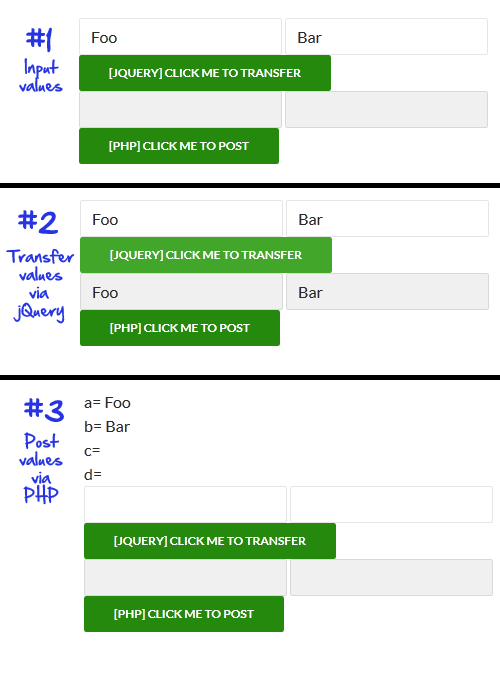 #1
Input
values
Foo Bar
[JQUERY] CLICK ME TO TRANSFER
[PHP] CLICK ME TO POST
#2
Transfer
values
via
jQuery
Foo Bar
[JQUERY] CLICK ME TO TRANSFER
Foo Bar
[PHP] CLICK ME TO POST
#3
Post
values
via
PHP
a= Foo
b= Bar
c=
d=
[JQUERY] CLICK ME TO TRANSFER
[PHP] CLICK ME TO POST